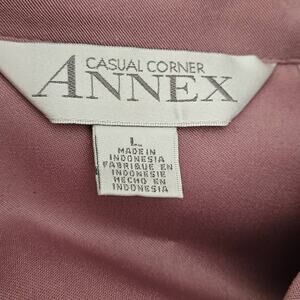 CASUAL CORNER
ANNEX
L
MADE IN
INDONESIA
FABRIQUE EN
INDONESIE
HECHO EN
INDONESIA